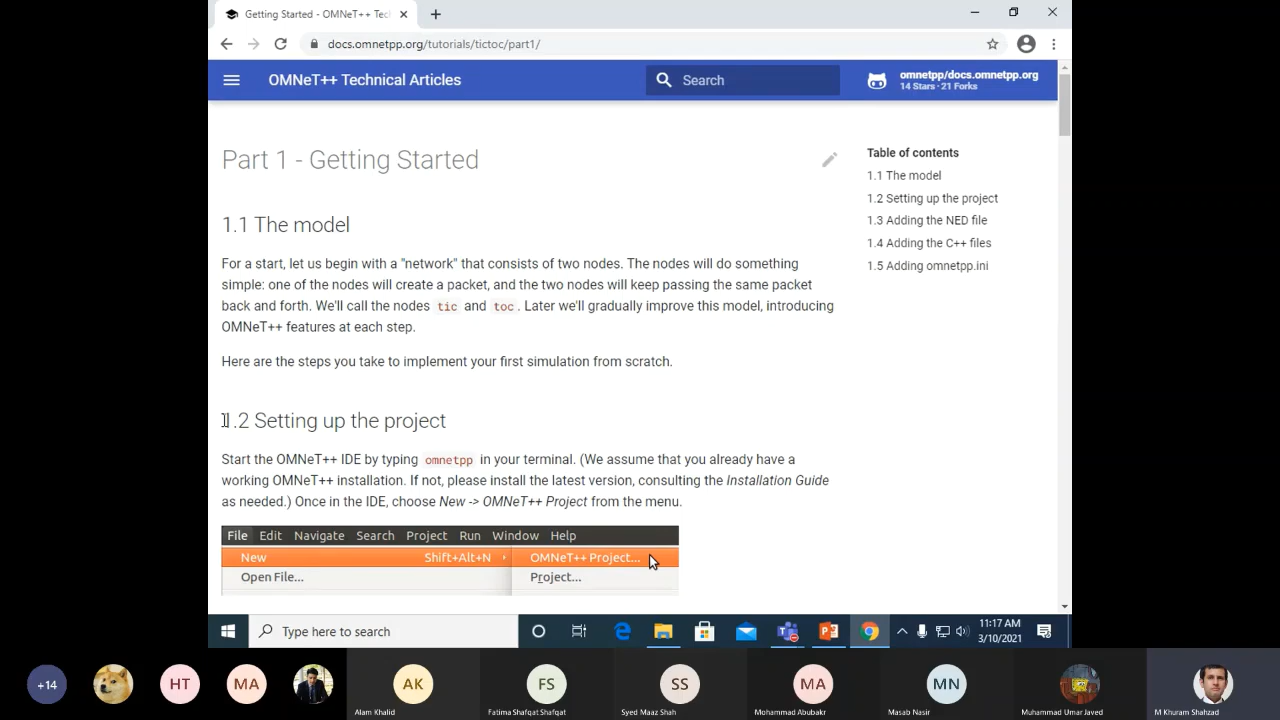 Getting Started - OMNeT++ Tec
docs.omnetpp.org/tutorials/tictoc/part1/
OMNeT++ Technical Articles
Search
omnetpp/docs.omnetpp.org
14 Stars · 21 Forks
Part 1 - Getting Started
Table of contents
1.1 The model
1.2 Setting up the project
1.3 Adding the NED file
1.4 Adding the C++ files
1.5 Adding omnetpp.ini
1.1 The model
For a start, let us begin with a "network" that consists of two nodes. The nodes will do something
simple: one of the nodes will create a packet, and the two nodes will keep passing the same packet
back and forth. We'll call the nodes tic and toc. Later we'll gradually improve this model, introducing
OMNeT++ features at each step.
Here are the steps you take to implement your first simulation from scratch.
1.2 Setting up the project
Start the OMNeT++ IDE by typing omnetpp in your terminal. (We assume that you already have a
working OMNeT++ installation. If not, please install the latest version, consulting the Installation Guide
as needed.) Once in the IDE, choose New -> OMNeT++ Project from the menu.
File Edit Navigate Search Project Run Window Help
New Shift+Alt+N OMNeT++ Project...
Open File... Project...
Type here to search
11:17 AM
3/10/2021
+14
HT
MA
AK
FS
SS
MA
MN
Alam Khalid
Fatima Shafqat Shafqat
Syed Maaz Shah
Mohammad Abubakr
Masab Nasir
Muhammad Umar Javed
M Khuram Shahzad